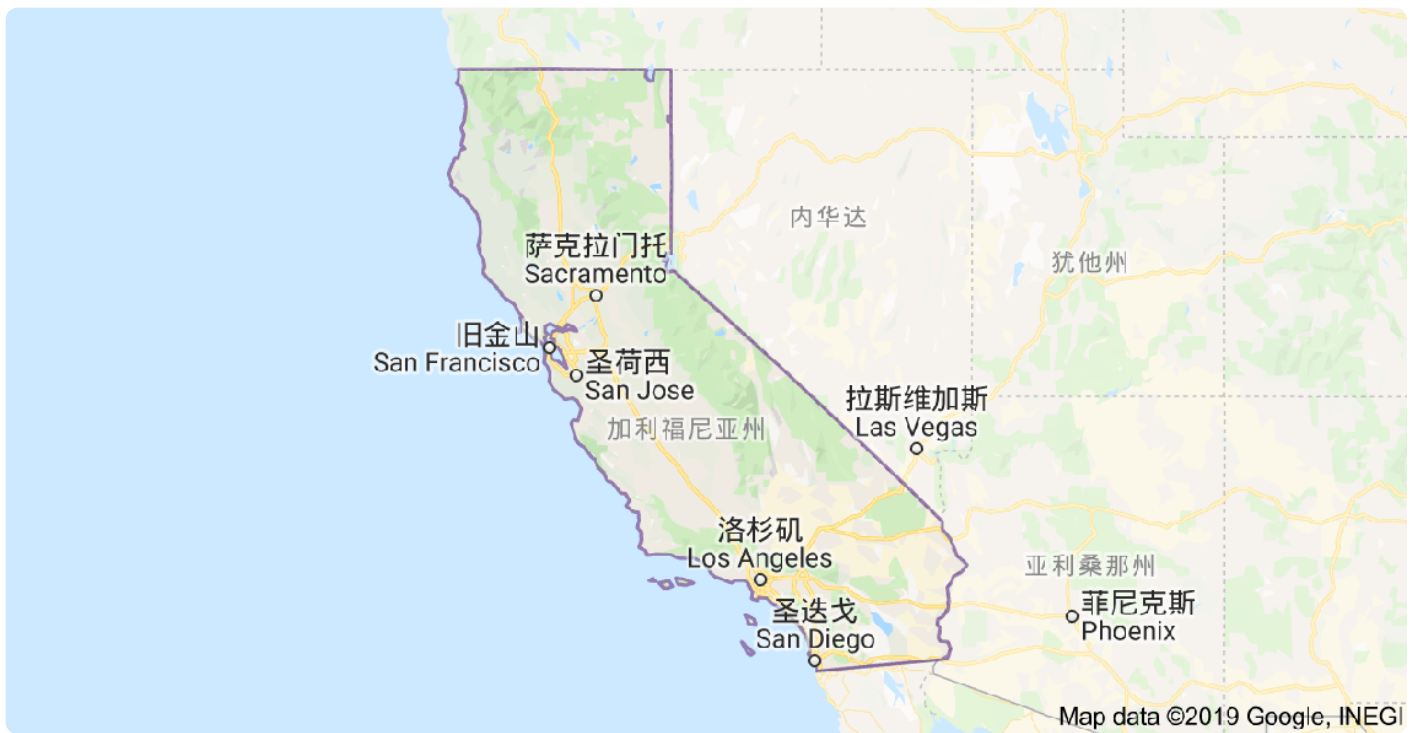 内华达
萨克拉门托
Sacramento
犹他州
旧金山
San Francisco
圣荷西
San Jose
加利福尼亚州
拉斯维加斯
Las Vegas
洛杉矶
Los Angeles
亚利桑那州
圣迭戈
San Diego
菲尼克斯
Phoenix
Map data ©2019 Google, INEGI